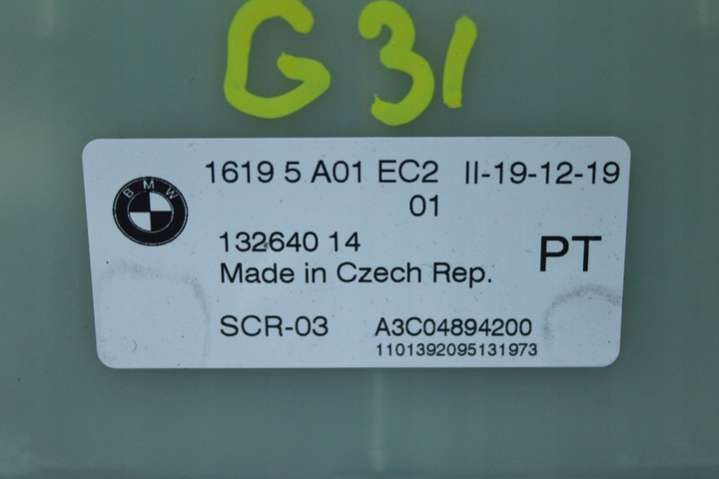 G31
BMW
1619 5 A01 EC2 II-19-12-19
01
132640 14
PT
Made in Czech Rep.
SCR-03 A3C04894200
1101392095131973